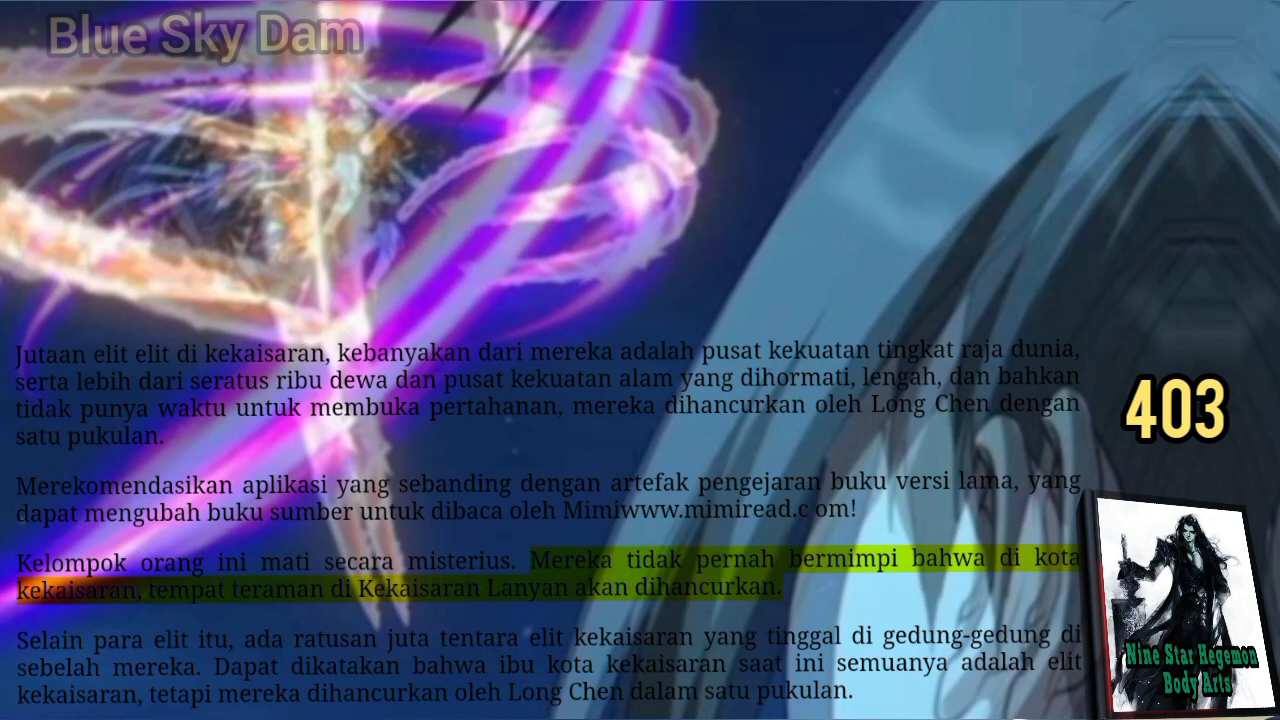 Blue Sky Dam
Jutaan elit elit di kekaisaran, kebanyakan dari mereka adalah pusat kekuatan tingkat raja dunia,
serta lebih dari seratus ribu dewa dan pusat kekuatan alam yang dihormati, lengah, dan bahkan
tidak punya waktu untuk membuka pertahanan, mereka dihancurkan oleh Long Chen dengan
satu pukulan.
Merekomendasikan aplikasi yang sebanding dengan artefak pengejaran buku versi lama, yang
dapat mengubah buku sumber untuk dibaca oleh Mimiwww.mimiread.c om!
Kelompok orang ini mati secara misterius. Mereka tidak pernah bermimpi bahwa di kota
kekaisaran, tempat teraman di Kekaisaran Lanyan akan dihancurkan.
Selain para elit itu, ada ratusan juta tentara elit kekaisaran yang tinggal di gedung-gedung di
sebelah mereka. Dapat dikatakan bahwa ibu kota kekaisaran saat ini semuanya adalah elit
kekaisaran, tetapi mereka dihancurkan oleh Long Chen dalam satu pukulan.
403
Nine Star Hegemon
Body Arts